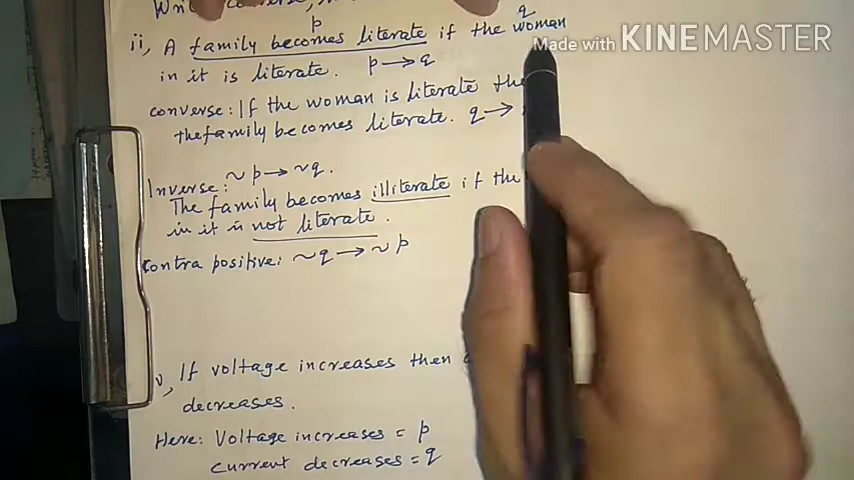 p q
ii, A family becomes literate if the woman
in it is literate. p → q
converse: If the woman is literate the
the family becomes literate. q →
Inverse: ~p → ~q.
The family becomes illiterate if the
in it is not literate.
Contra positive: ~q → ~p
If voltage increases then
decreases.
Here: Voltage increases = p
current decreases = q
Made with KINEMASTER